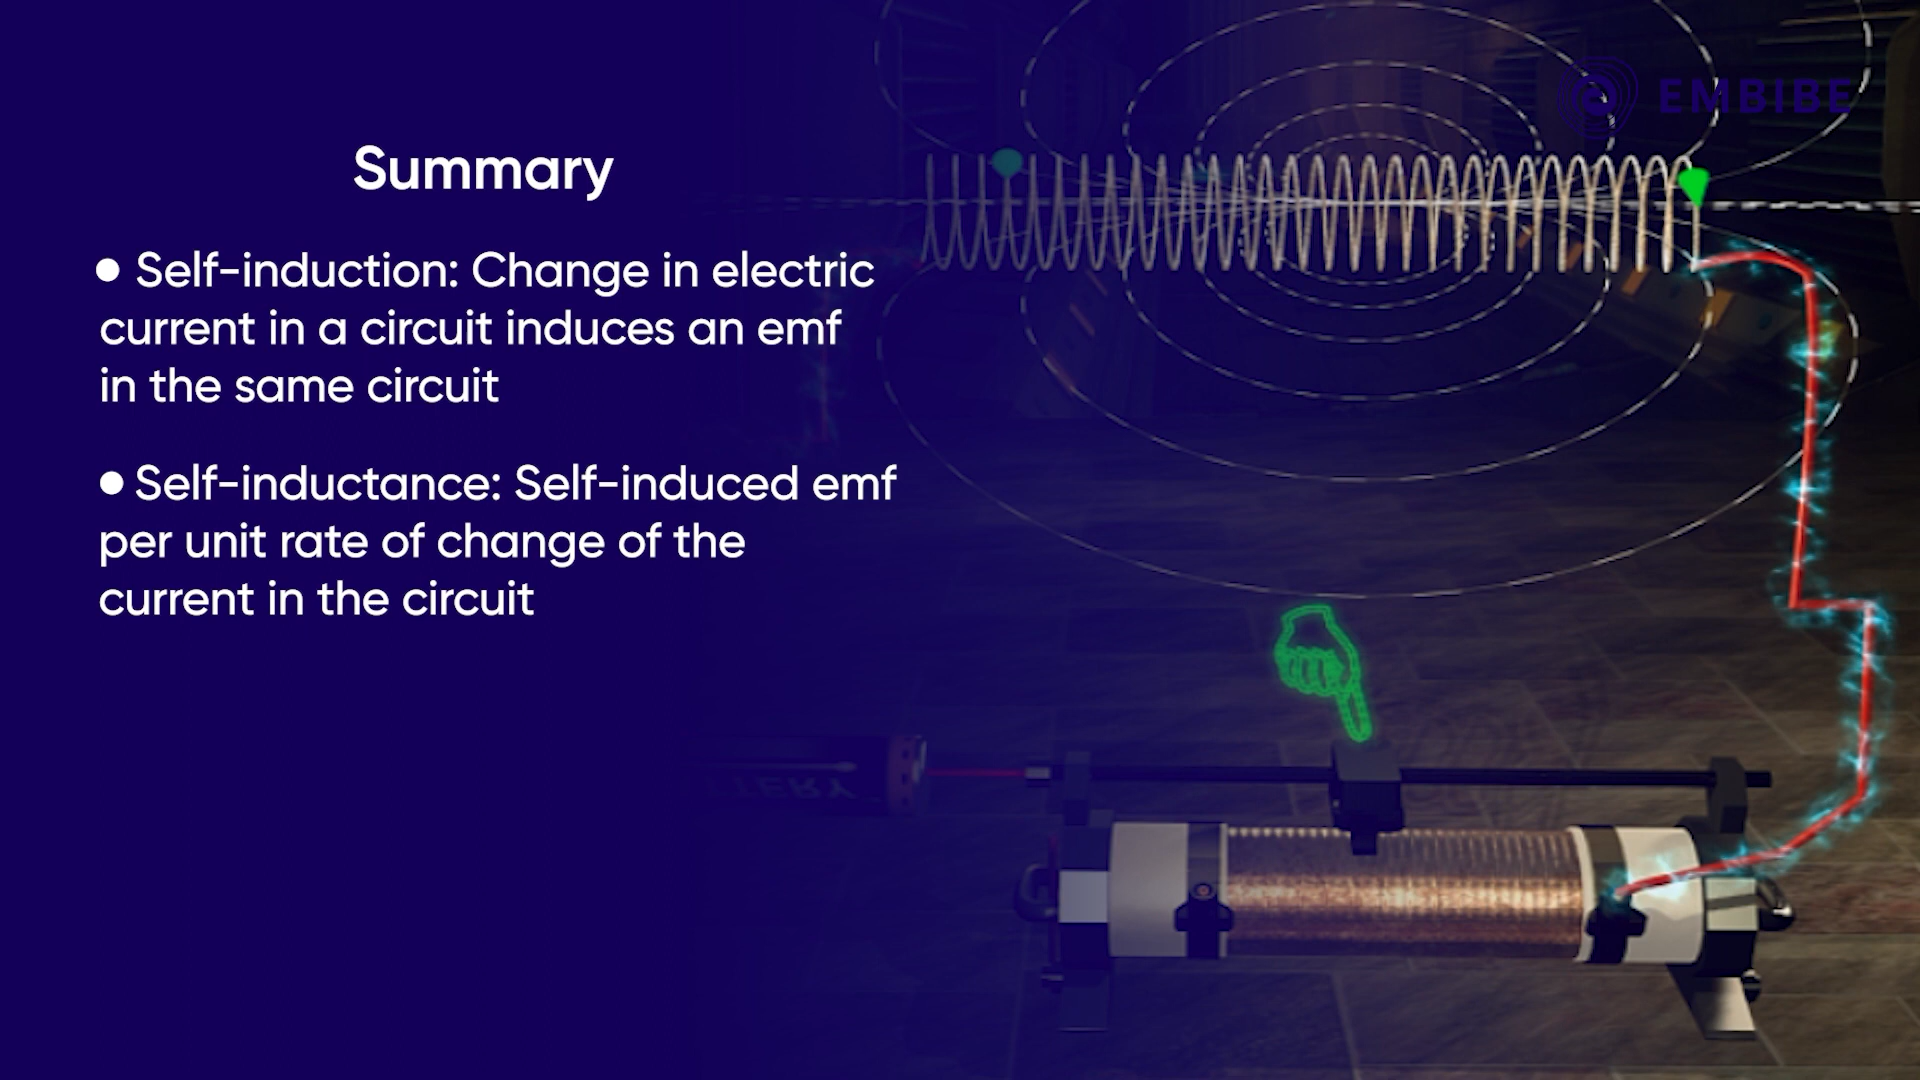 EMBIBE
Summary
● Self-induction: Change in electric
current in a circuit induces an emf
in the same circuit
● Self-inductance: Self-induced emf
per unit rate of change of the
current in the circuit